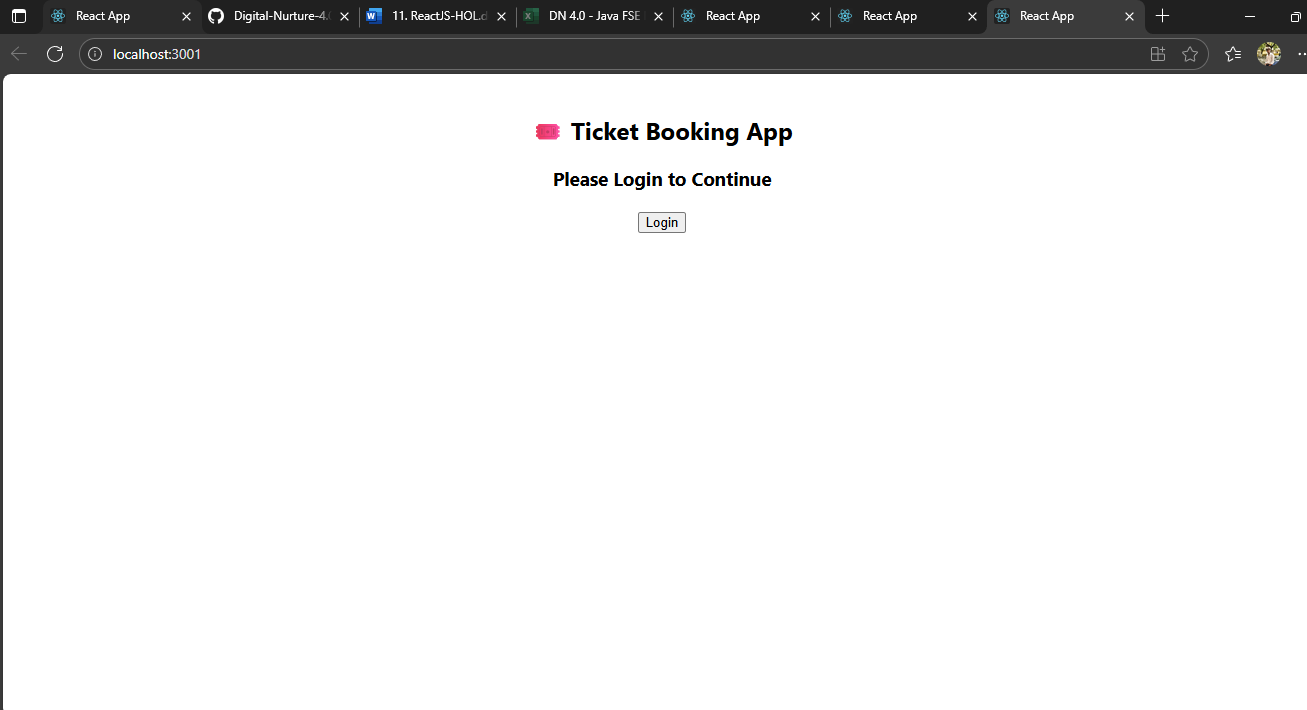 React App
Digital-Nurture-4.
11. ReactJS-HOL.d
DN 4.0 - Java FSE
React App
React App
React App
localhost:3001
Ticket Booking App
Please Login to Continue
Login